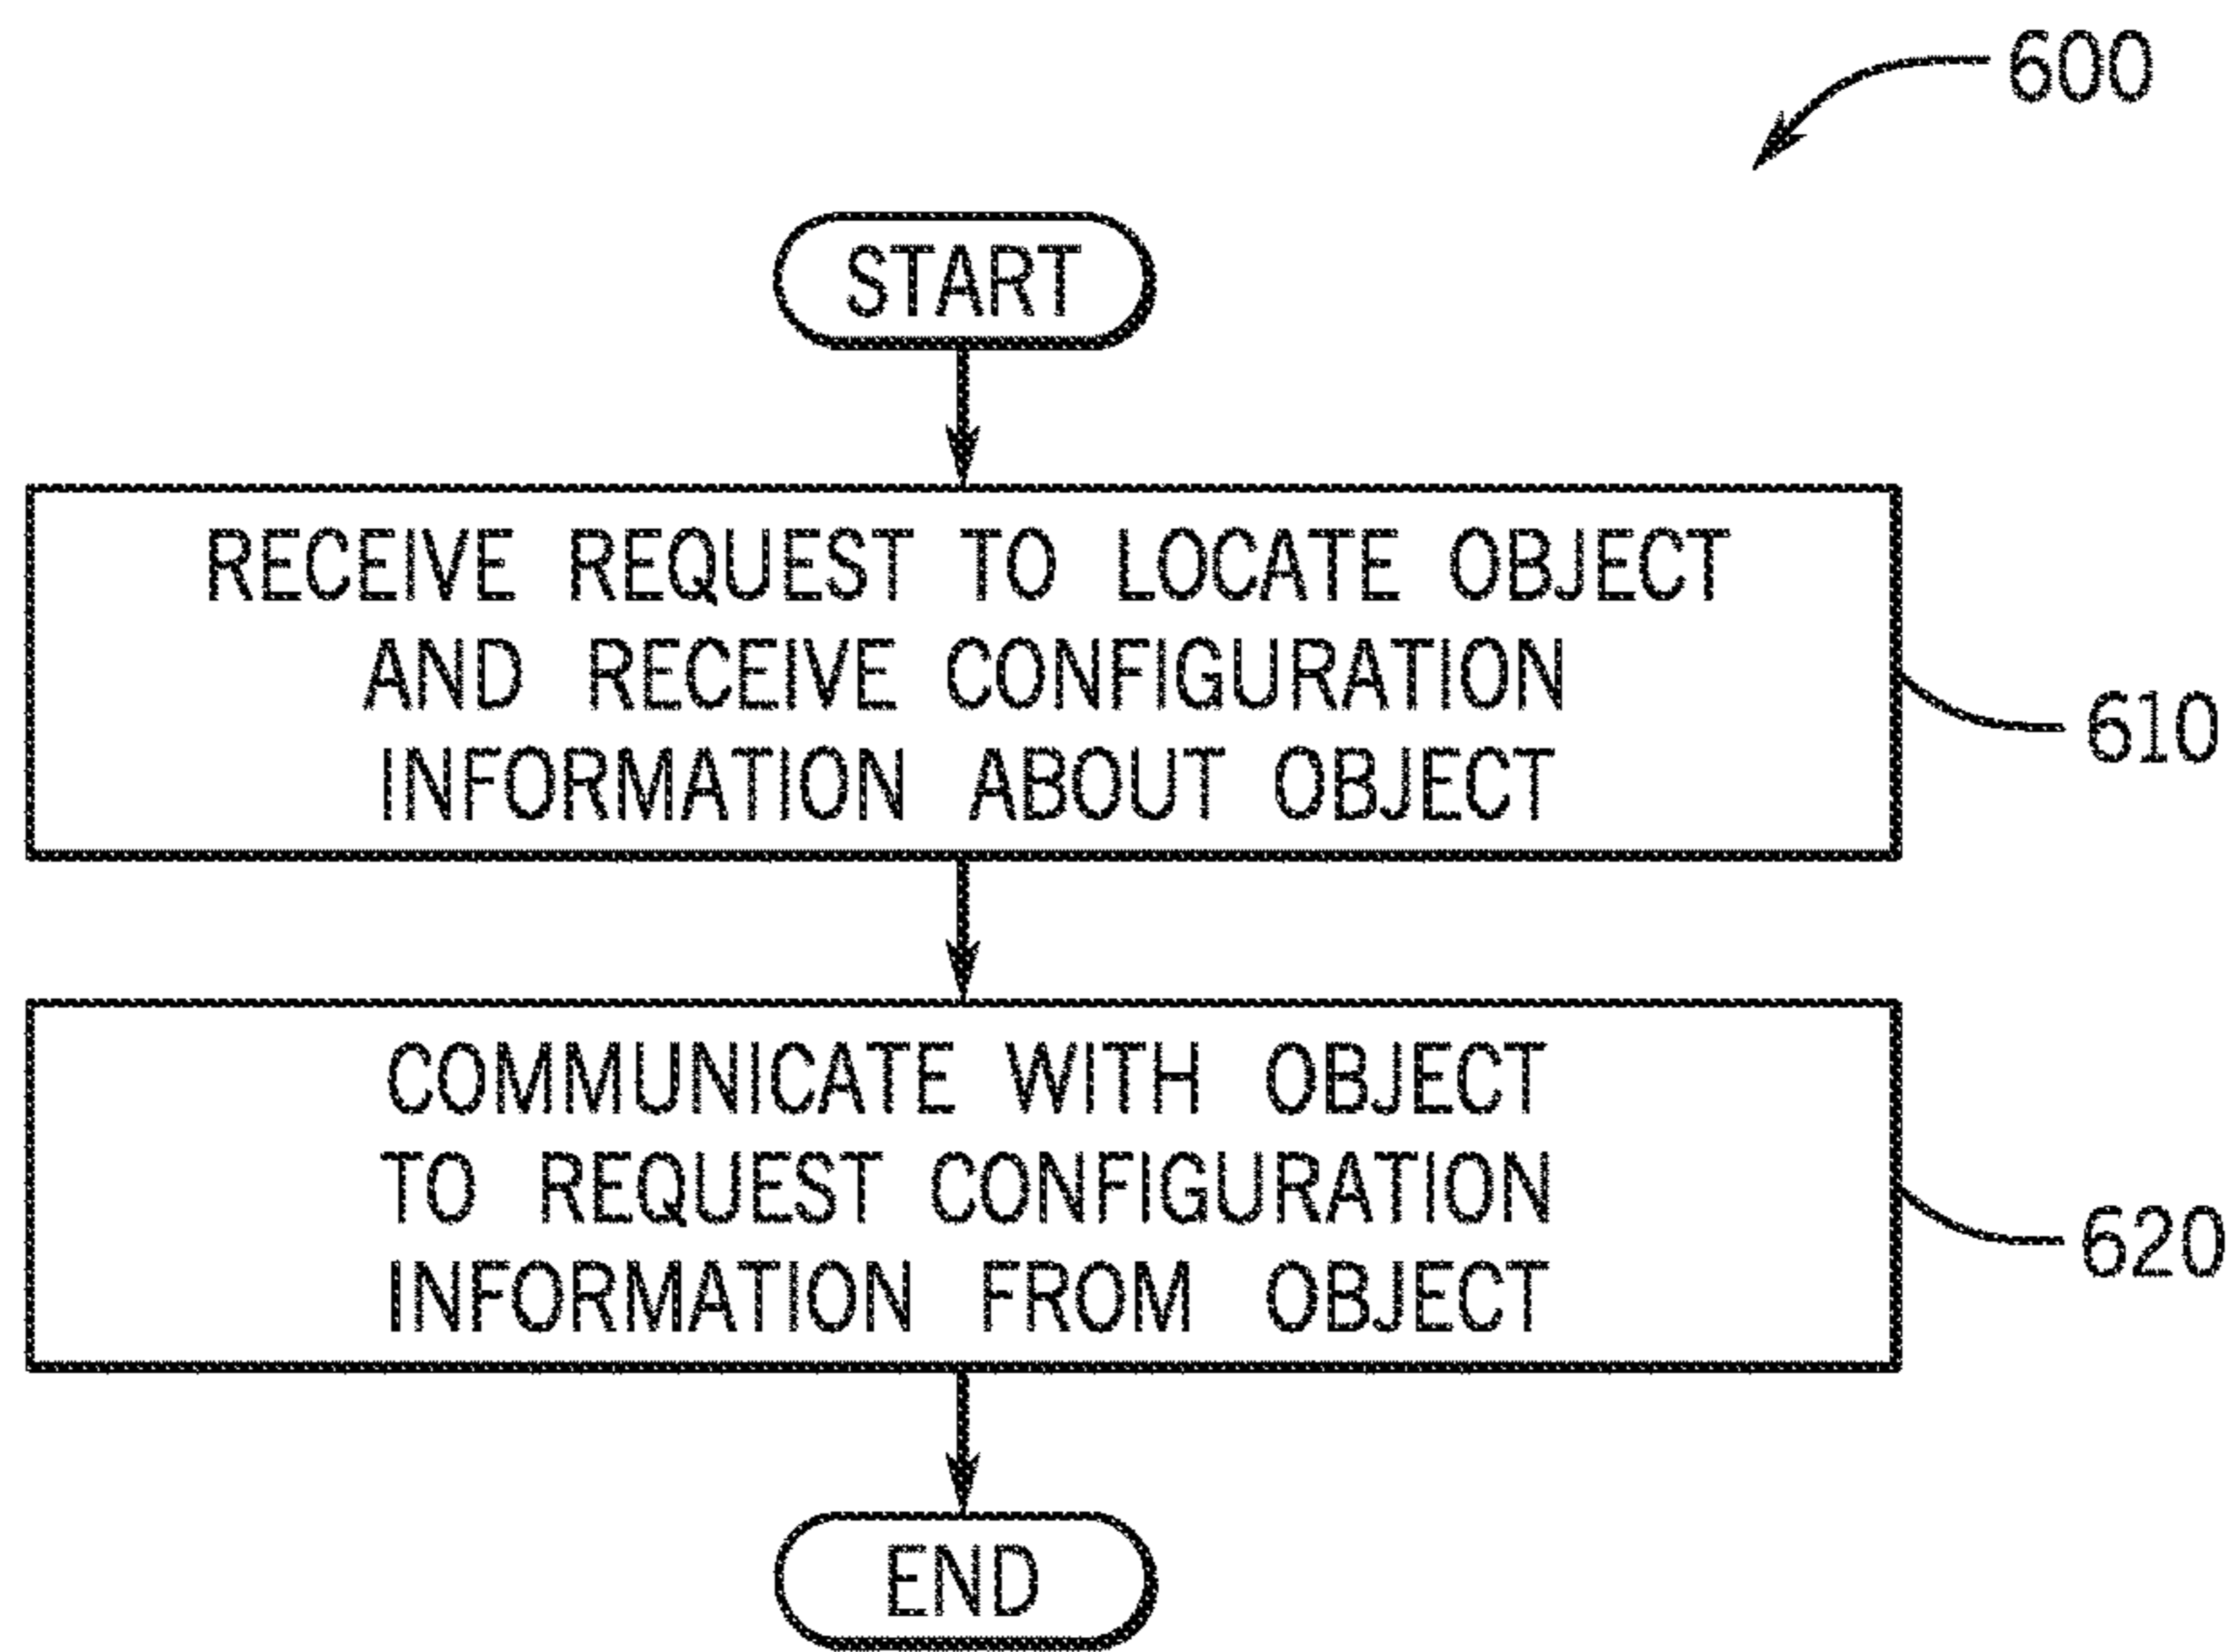 600
START
RECEIVE REQUEST TO LOCATE OBJECT
AND RECEIVE CONFIGURATION
INFORMATION ABOUT OBJECT
610
COMMUNICATE WITH OBJECT
TO REQUEST CONFIGURATION
INFORMATION FROM OBJECT
620
END